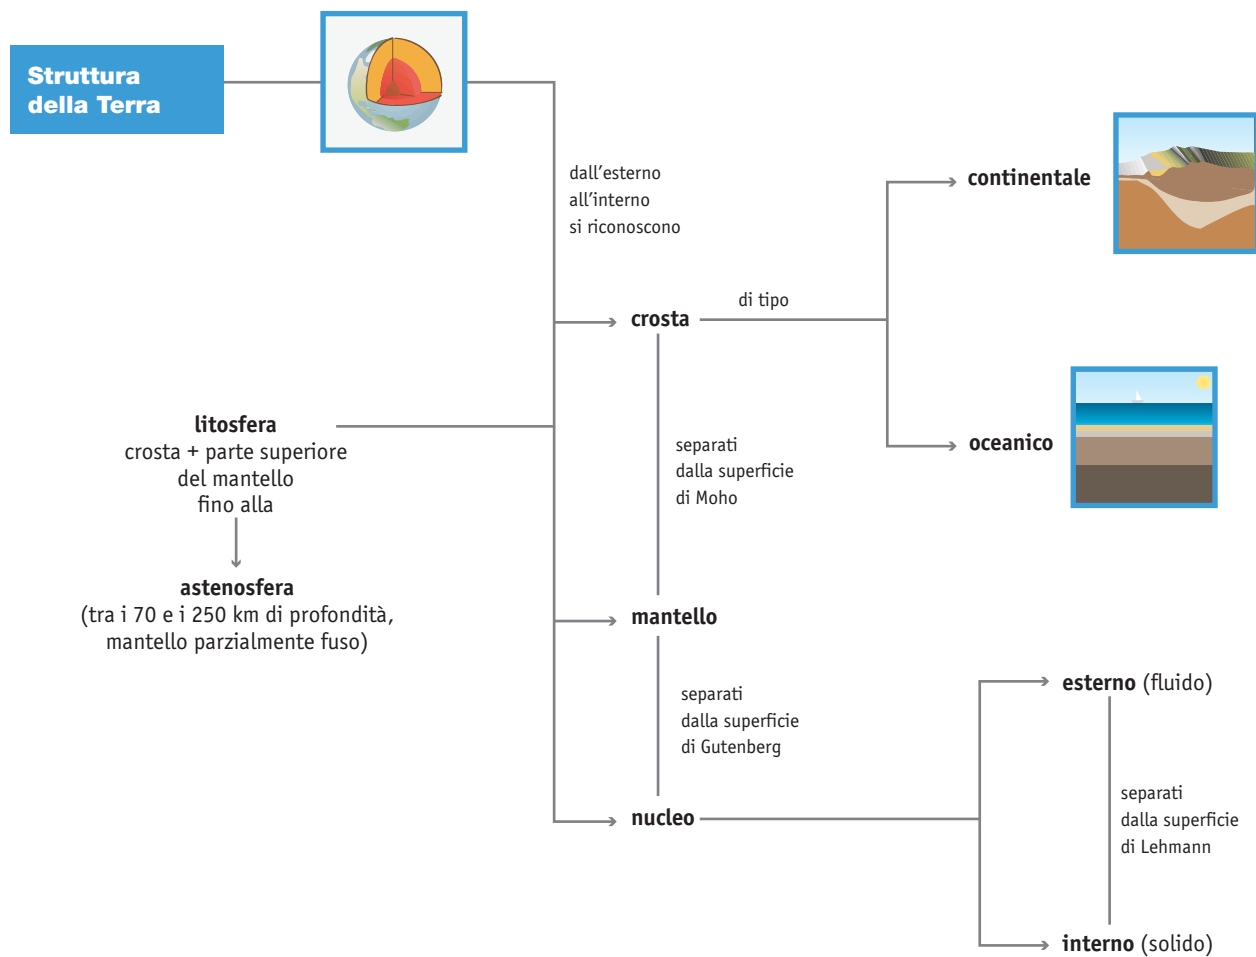 Struttura
della Terra
dall'esterno
all'interno
si riconoscono
continentale
di tipo
crosta
oceanico
litosfera
crosta + parte superiore
del mantello
fino alla
astenosfera
(tra i 70 e i 250 km di profondità,
mantello parzialmente fuso)
separati
dalla superficie
di Moho
mantello
separati
dalla superficie
di Gutenberg
nucleo
esterno (fluido)
separati
dalla superficie
di Lehmann
interno (solido)